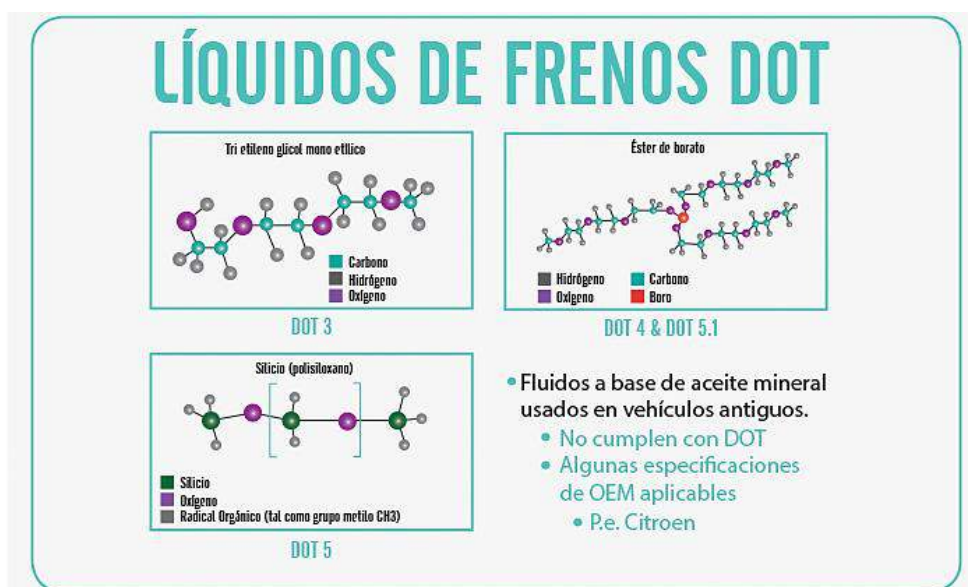 LÍQUIDOS DE FRENOS DOT
Tri etileno glicol mono etílico
Carbono
Hidrógeno
Oxígeno
DOT 3
Éster de borato
Hidrógeno
Carbono
Oxígeno
Boro
DOT 4 & DOT 5.1
Silicio (polisiloxano)
Silicio
Oxígeno
Radical Orgánico (tal como grupo metilo CH3)
DOT 5
• Fluidos a base de aceite mineral
usados en vehículos antiguos.
• No cumplen con DOT
• Algunas especificaciones
de OEM aplicables
• P.e. Citroen